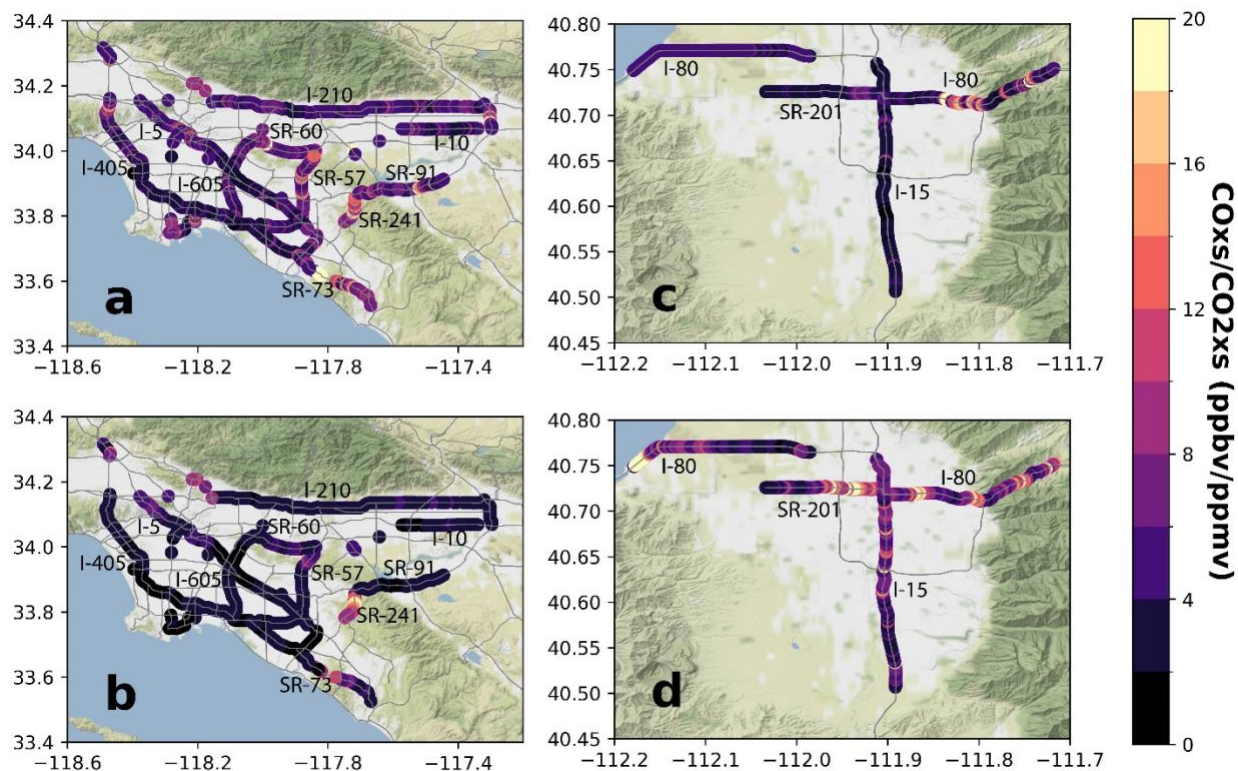 34.4
34.2
34.0
33.8
33.6
33.4
−118.6
−118.2
−117.8
−117.4
I-210
SR-60
I-5
I-10
I-405
I-605
SR-57
SR-91
SR-241
SR-73
a
40.80
40.75
40.70
40.65
40.60
40.55
40.50
40.45
−112.2
−112.1
−112.0
−111.9
−111.8
−111.7
I-80
I-80
SR-201
I-15
c
34.4
34.2
34.0
33.8
33.6
33.4
−118.6
−118.2
−117.8
−117.4
I-210
I-5
SR-60
I-10
I-405
I-605
SR-57
SR-91
SR-241
SR-73
b
40.80
40.75
40.70
40.65
40.60
40.55
40.50
40.45
−112.2
−112.1
−112.0
−111.9
−111.8
−111.7
I-80
I-80
SR-201
I-15
d
20
16
12
8
4
0
COxs/CO2xs (ppbv/ppmv)